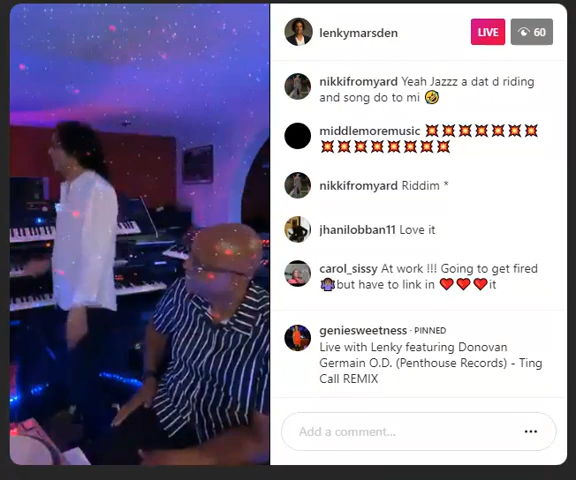 lenkymarsden
LIVE
60
nikkifromyard Yeah Jazzz a dat d riding
and song do to mi 🤣
middlemoremusic 💥💥💥💥💥💥💥
💥💥💥💥💥💥💥💥
nikkifromyard Riddim *
jhanilobban11 Love it
carol_sissy At work !!! Going to get fired
🤷🏾‍♀️but have to link in ❤️❤️❤️it
geniesweetness · PINNED
Live with Lenky featuring Donovan
Germain O.D. (Penthouse Records) - Ting
Call REMIX
Add a comment...